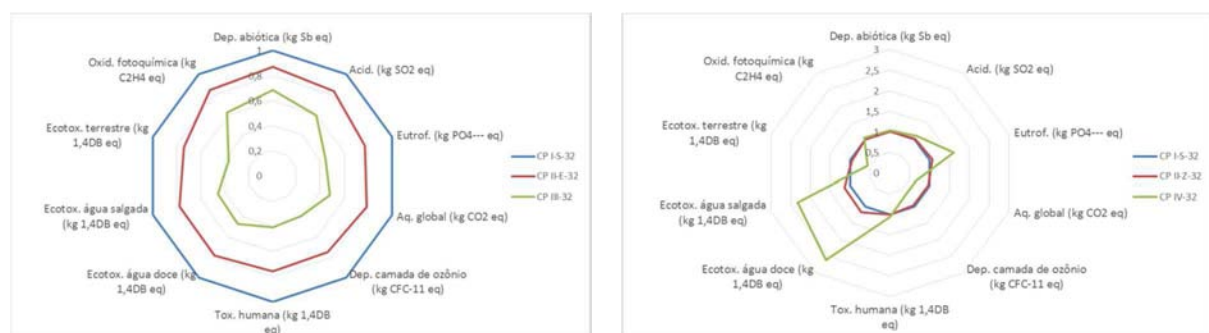 Dep. abiótica (kg Sb eq)
1
0,8
0,6
0,4
0,2
0
Acid. (kg SO2 eq)
Eutrof. (kg PO4--- eq)
Aq. global (kg CO2 eq)
Dep. camada de ozônio
(kg CFC-11 eq)
Tox. humana (kg 1,4DB
eq)
Ecotox. água doce (kg
1,4DB eq)
Ecotox. água salgada
(kg 1,4DB eq)
Ecotox. terrestre (kg
1,4DB eq)
Oxid. fotoquímica (kg
C2H4 eq)
CP I-S-32
CP II-E-32
CP III-32
Dep. abiótica (kg Sb eq)
3
2,5
2
1,5
1
0,5
0
Acid. (kg SO2 eq)
Eutrof. (kg PO4--- eq)
Aq. global (kg CO2 eq)
Dep. camada de ozônio
(kg CFC-11 eq)
Tox. humana (kg 1,4DB
eq)
Ecotox. água doce (kg
1,4DB eq)
Ecotox. água salgada
(kg 1,4DB eq)
Ecotox. terrestre (kg
1,4DB eq)
Oxid. fotoquímica (kg
C2H4 eq)
CP I-S-32
CP II-Z-32
CP IV-32